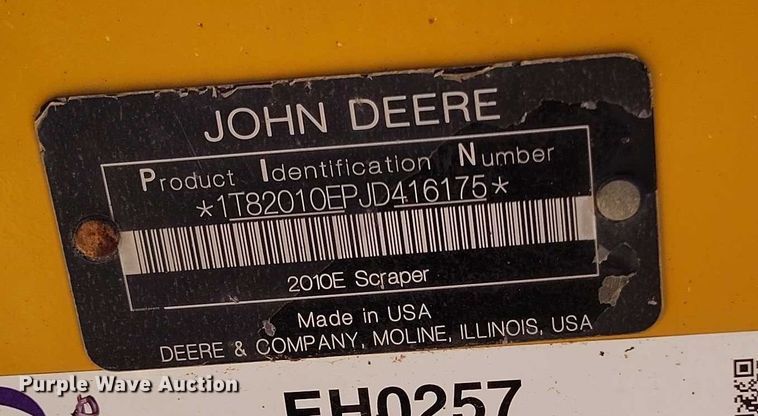 JOHN DEERE
Product Identification Number
*1T82010EPJD416175*
2010E Scraper
Made in USA
DEERE & COMPANY, MOLINE, ILLINOIS, USA
Purple Wave Auction
EH0257